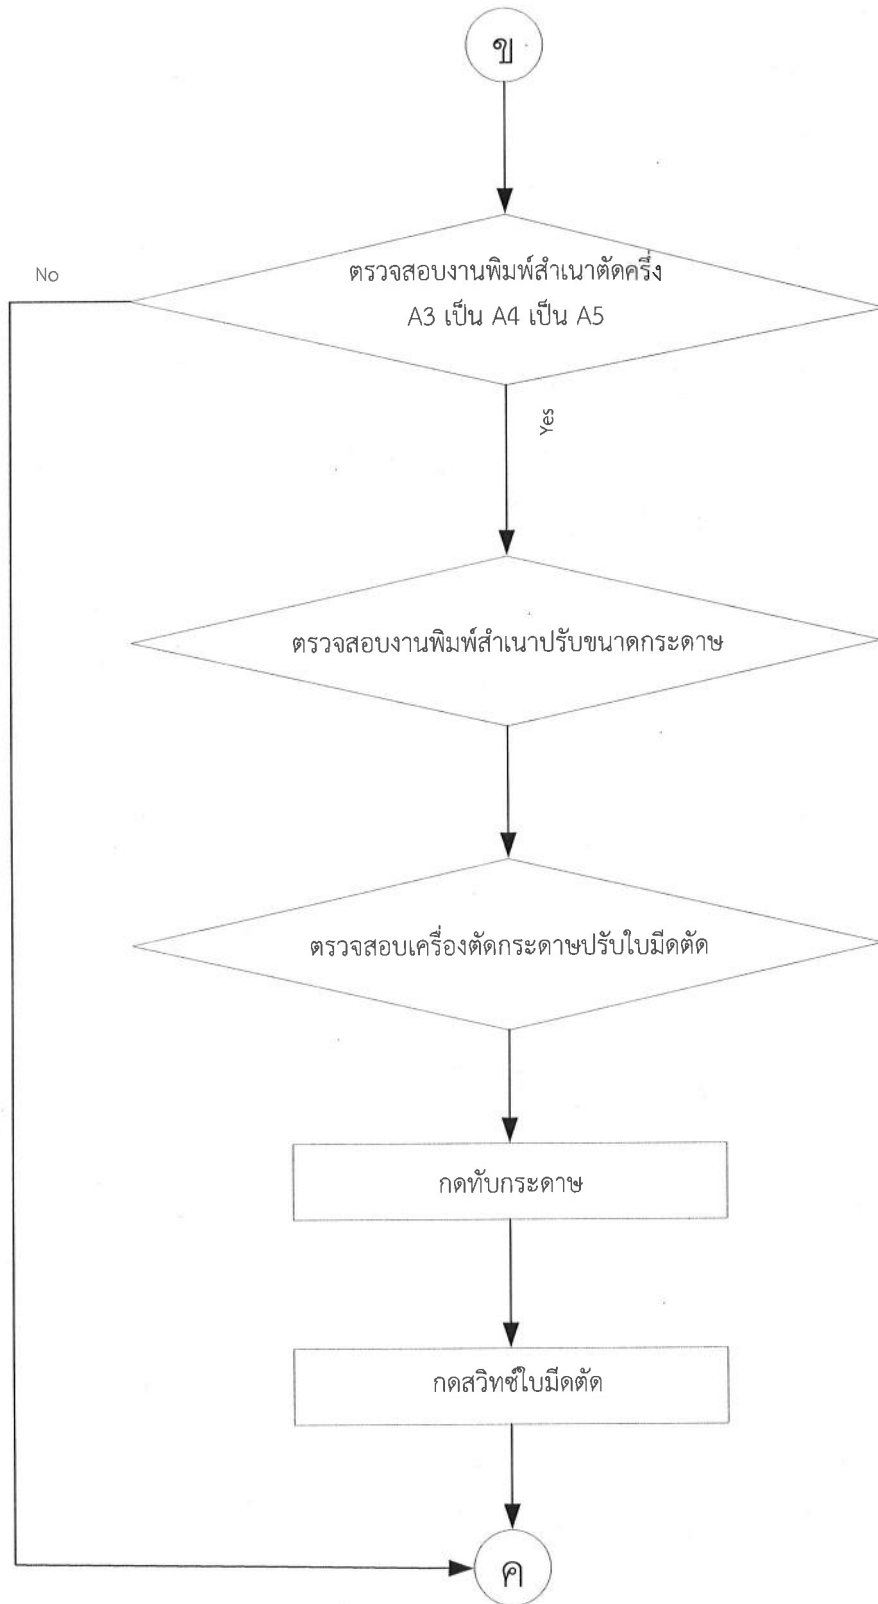 ข
No
ตรวจสอบงานพิมพ์สำเนาตัดครึ่ง
A3 เป็น A4 เป็น A5
Yes
ตรวจสอบงานพิมพ์สำเนาปรับขนาดกระดาษ
ตรวจสอบเครื่องตัดกระดาษปรับใบมีดตัด
กดทับกระดาษ
กดสวิทซ์ใบมีดตัด
ค